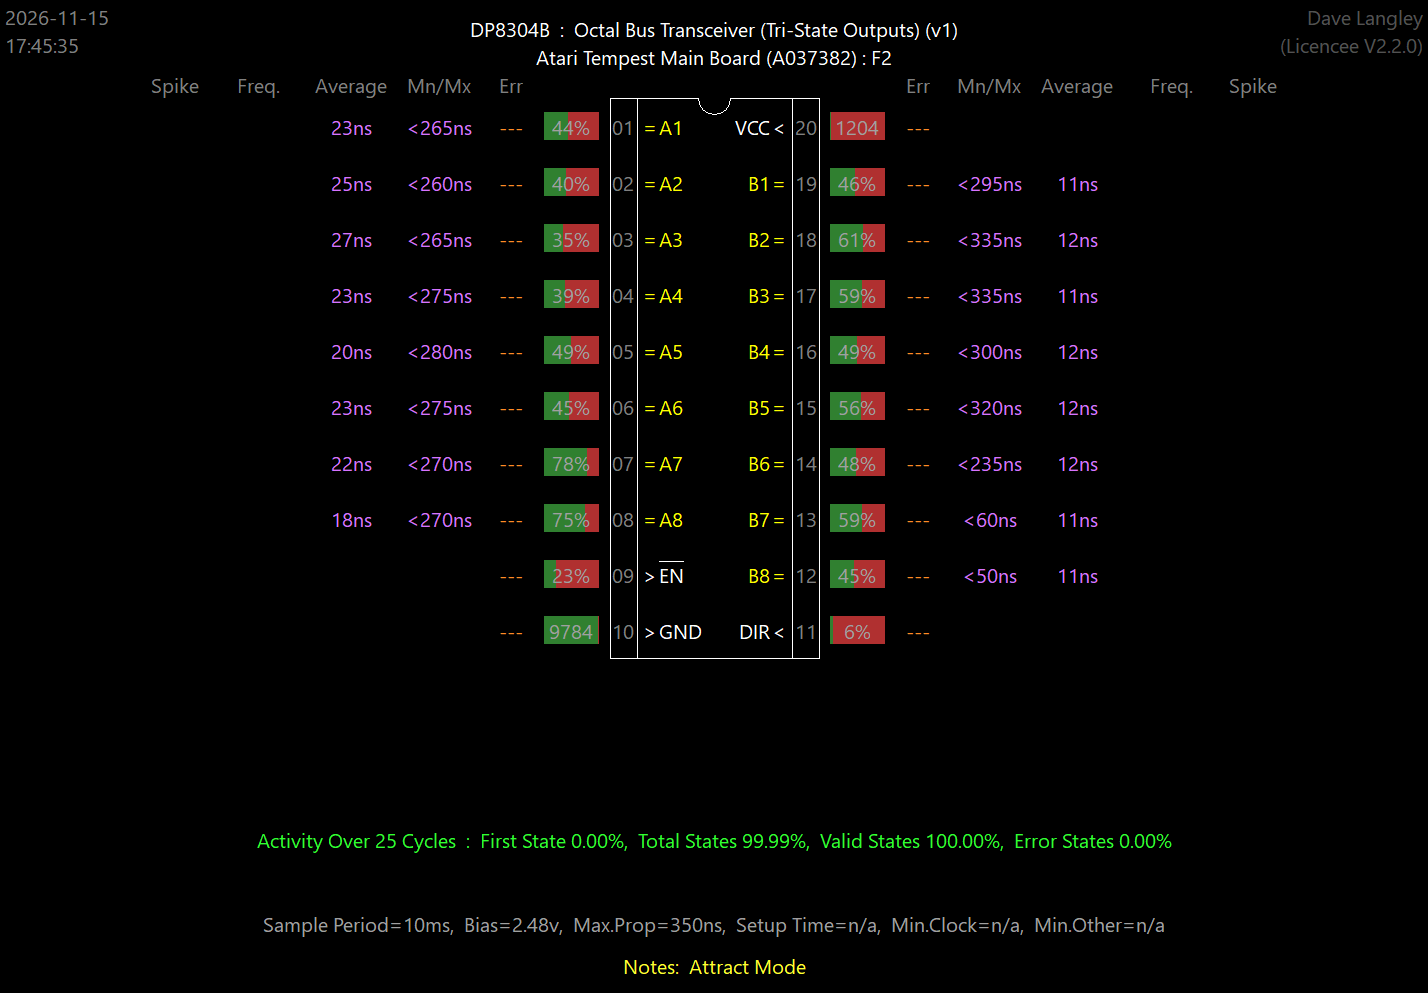 2026-11-15
17:45:35
DP8304B : Octal Bus Transceiver (Tri-State Outputs) (v1)
Atari Tempest Main Board (A037382) : F2
Dave Langley
(Licencee V2.2.0)
Spike Freq. Average Mn/Mx Err Err Mn/Mx Average Freq. Spike
23ns <265ns --- 44% 01 = A1 VCC < 20 1204 ---
25ns <260ns --- 40% 02 = A2 B1 = 19 46% --- <295ns 11ns
27ns <265ns --- 35% 03 = A3 B2 = 18 61% --- <335ns 12ns
23ns <275ns --- 39% 04 = A4 B3 = 17 59% --- <335ns 11ns
20ns <280ns --- 49% 05 = A5 B4 = 16 49% --- <300ns 12ns
23ns <275ns --- 45% 06 = A6 B5 = 15 56% --- <320ns 12ns
22ns <270ns --- 78% 07 = A7 B6 = 14 48% --- <235ns 12ns
18ns <270ns --- 75% 08 = A8 B7 = 13 59% --- <60ns 11ns
--- 23% 09 > EN B8 = 12 45% --- <50ns 11ns
--- 9784 10 > GND DIR < 11 6% ---
Activity Over 25 Cycles : First State 0.00%, Total States 99.99%, Valid States 100.00%, Error States 0.00%
Sample Period=10ms, Bias=2.48v, Max.Prop=350ns, Setup Time=n/a, Min.Clock=n/a, Min.Other=n/a
Notes: Attract Mode